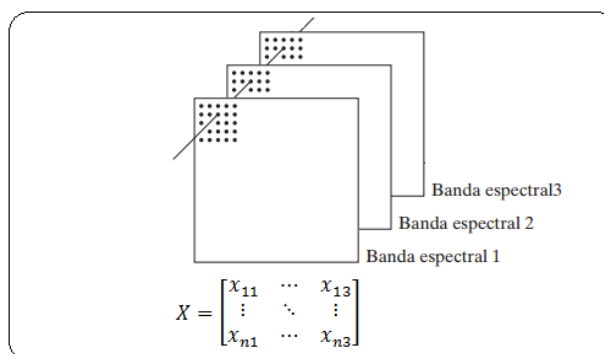 Banda espectral3
Banda espectral 2
Banda espectral 1
X = [x₁₁ ⋯ x₁₃
⋮ ⋱ ⋮
xₙ₁ ⋯ xₙ₃]